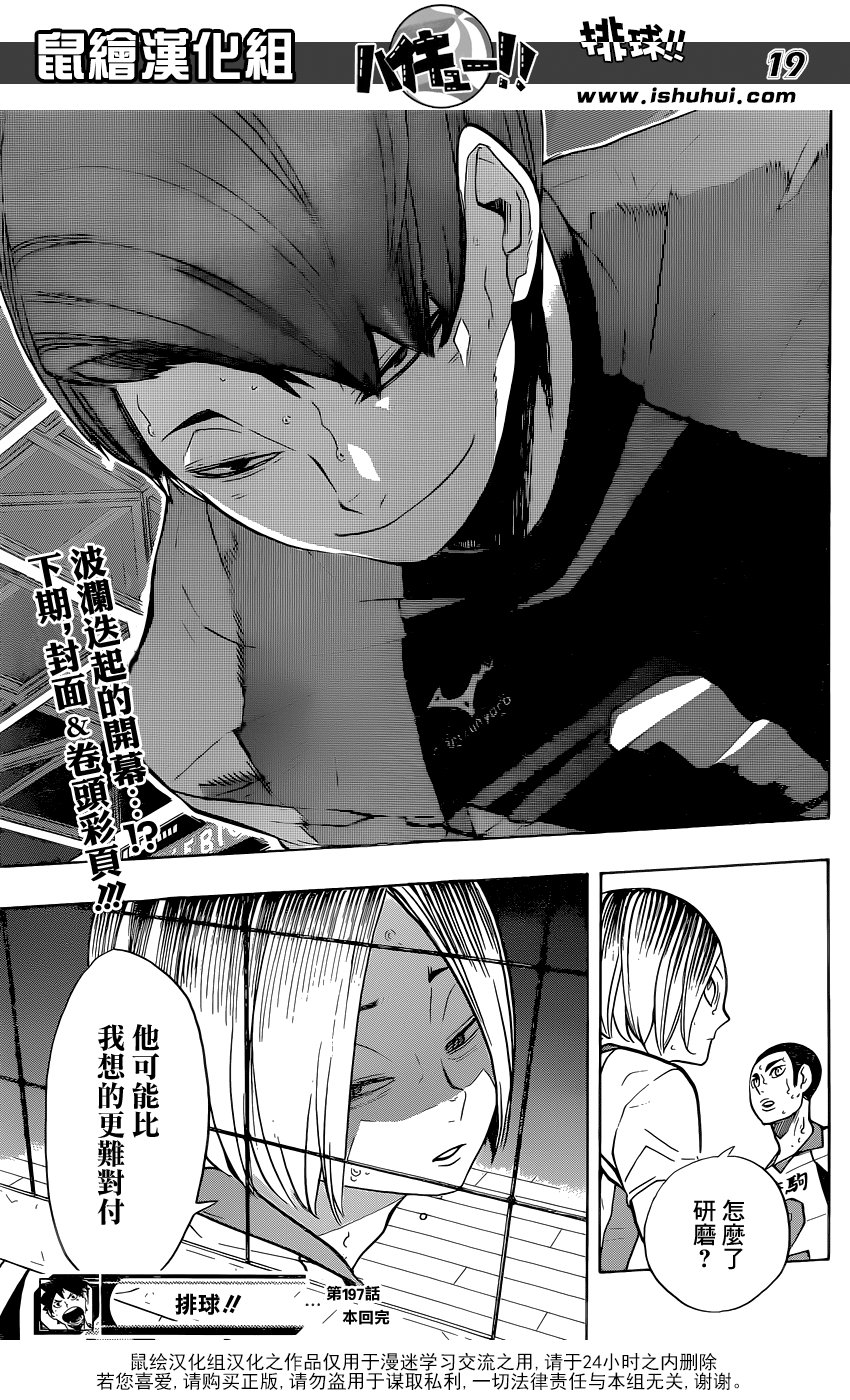 鼠繪漢化組
ハイキュー!!
排球!!
19
www.ishuhui.com
波瀾迭起的開幕…!?
下期,封面&卷頭彩頁!!!
怎麼了
研磨?
駒
他可能比
我想的更難對付
排球!!
… 第197話
本回完
鼠绘汉化组汉化之作品仅用于漫迷学习交流之用, 请于24小时之内删除
若您喜爱, 请购买正版, 请勿盗用于谋取私利, 一切法律责任与本组无关, 谢谢。